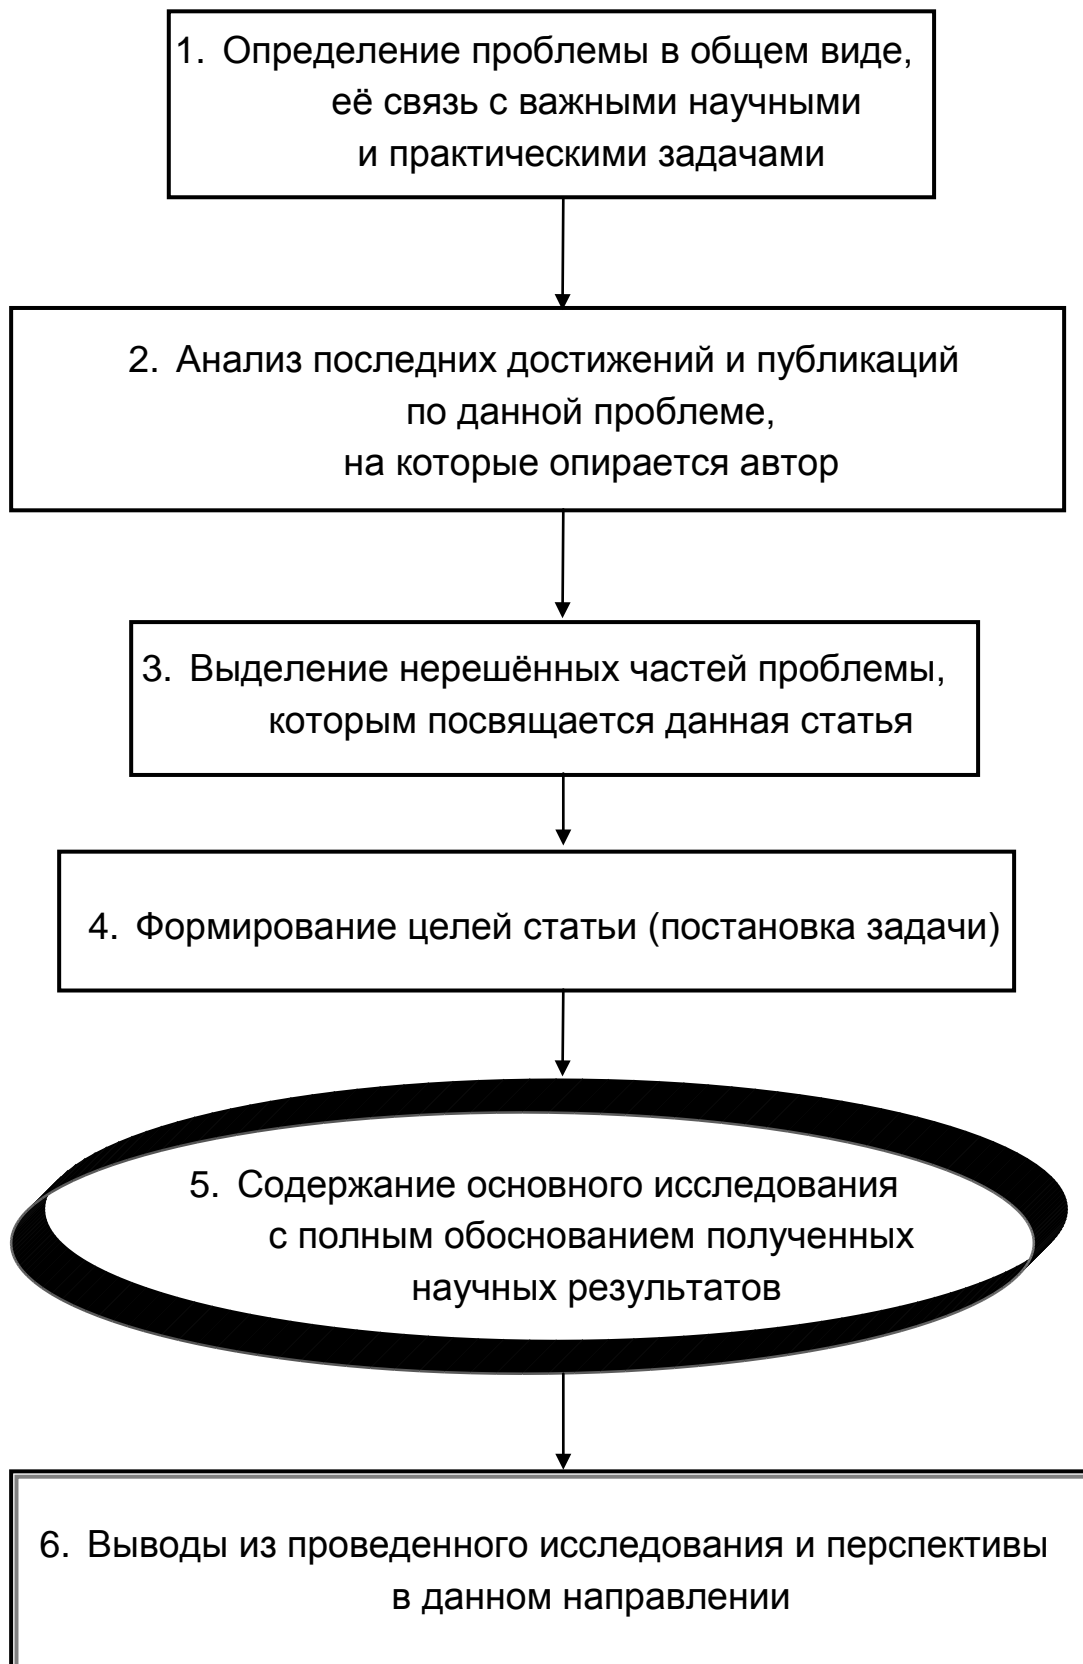 1. Определение проблемы в общем виде,
её связь с важными научными
и практическими задачами
2. Анализ последних достижений и публикаций
по данной проблеме,
на которые опирается автор
3. Выделение нерешённых частей проблемы,
которым посвящается данная статья
4. Формирование целей статьи (постановка задачи)
5. Содержание основного исследования
с полным обоснованием полученных
научных результатов
6. Выводы из проведенного исследования и перспективы
в данном направлении